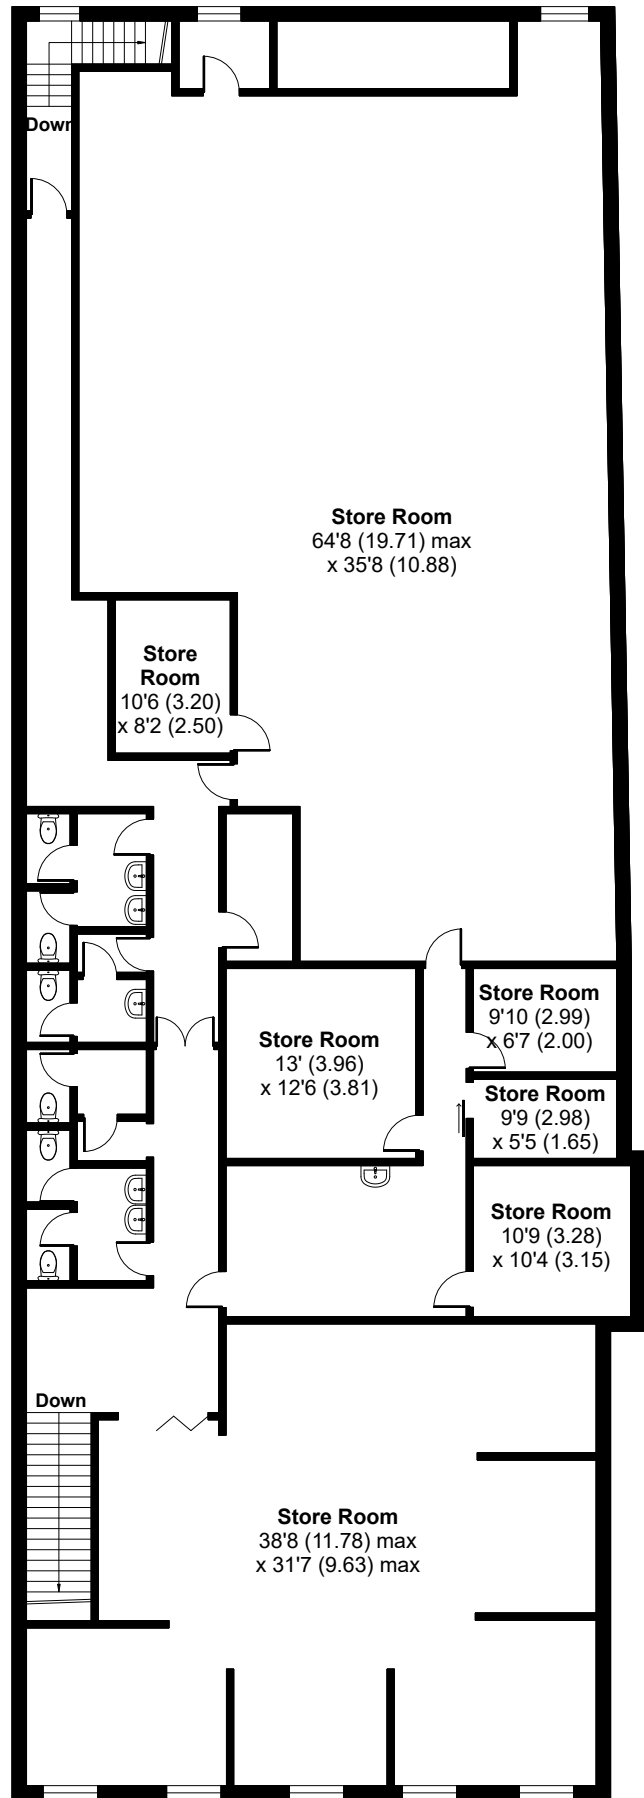 Down
Store Room
64'8 (19.71) max
x 35'8 (10.88)
Store
Room
10'6 (3.20)
x 8'2 (2.50)
Store Room
9'10 (2.99)
x 6'7 (2.00)
Store Room
13' (3.96)
x 12'6 (3.81)
Store Room
9'9 (2.98)
x 5'5 (1.65)
Store Room
10'9 (3.28)
x 10'4 (3.15)
Down
Store Room
38'8 (11.78) max
x 31'7 (9.63) max